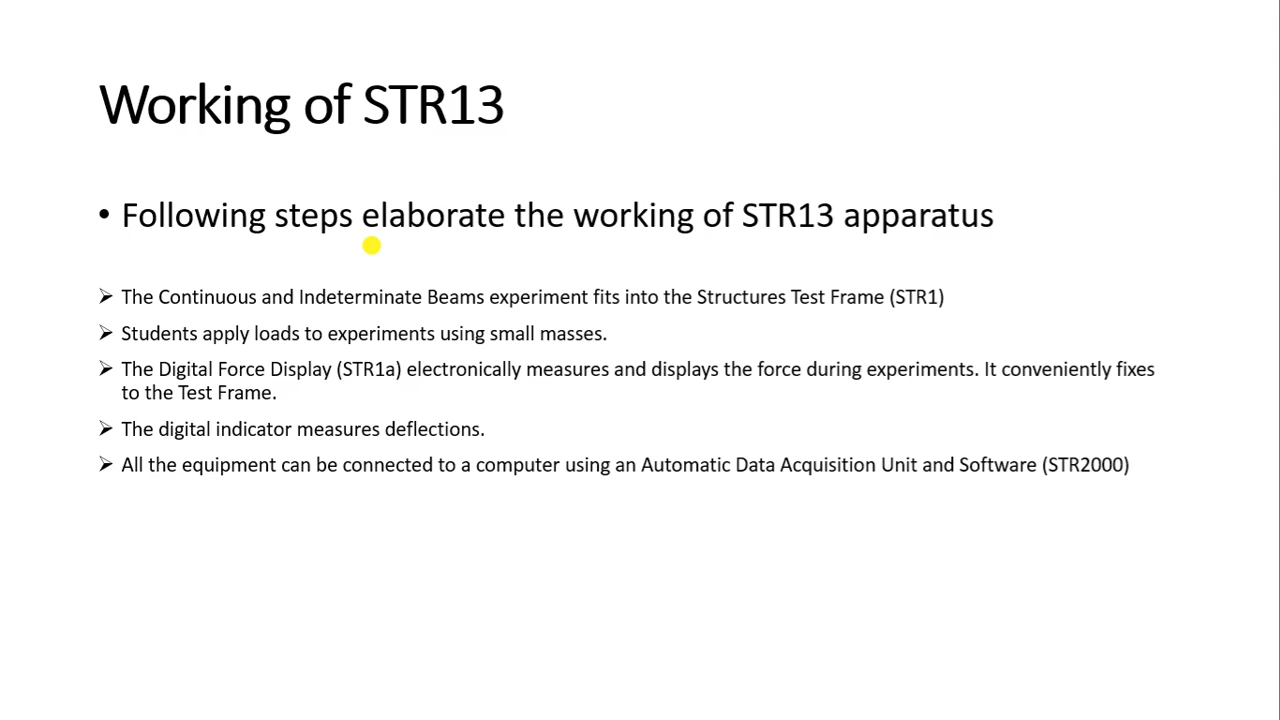 Working of STR13
• Following steps elaborate the working of STR13 apparatus
➢ The Continuous and Indeterminate Beams experiment fits into the Structures Test Frame (STR1)
➢ Students apply loads to experiments using small masses.
➢ The Digital Force Display (STR1a) electronically measures and displays the force during experiments. It conveniently fixes
to the Test Frame.
➢ The digital indicator measures deflections.
➢ All the equipment can be connected to a computer using an Automatic Data Acquisition Unit and Software (STR2000)